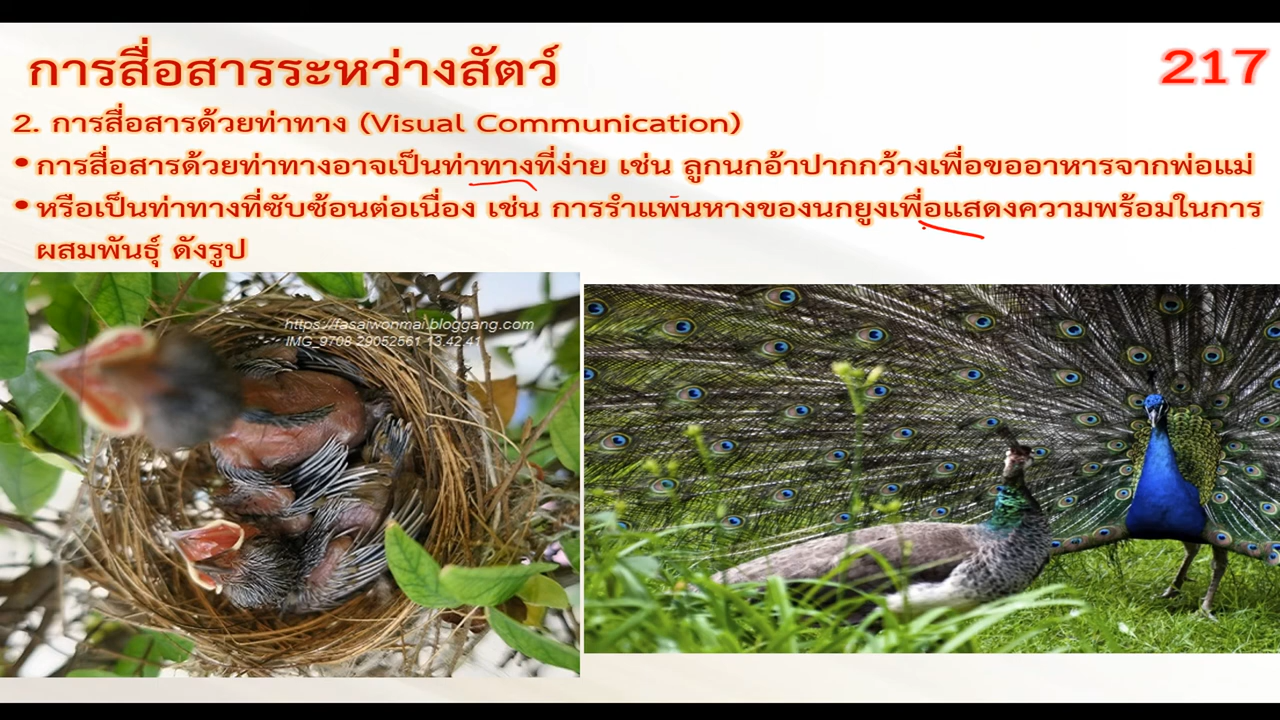 การสื่อสารระหว่างสัตว์
217
2. การสื่อสารด้วยท่าทาง (Visual Communication)
•การสื่อสารด้วยท่าทางอาจเป็นท่าทางที่ง่าย เช่น ลูกนกอ้าปากกว้างเพื่อขออาหารจากพ่อแม่
•หรือเป็นท่าทางที่ซับซ้อนต่อเนื่อง เช่น การรำแพนหางของนกยูงเพื่อแสดงความพร้อมในการ
ผสมพันธุ์ ดังรูป
https://fasaiwonmai.bloggang.com
IMG_9708 29052561 13.42.41